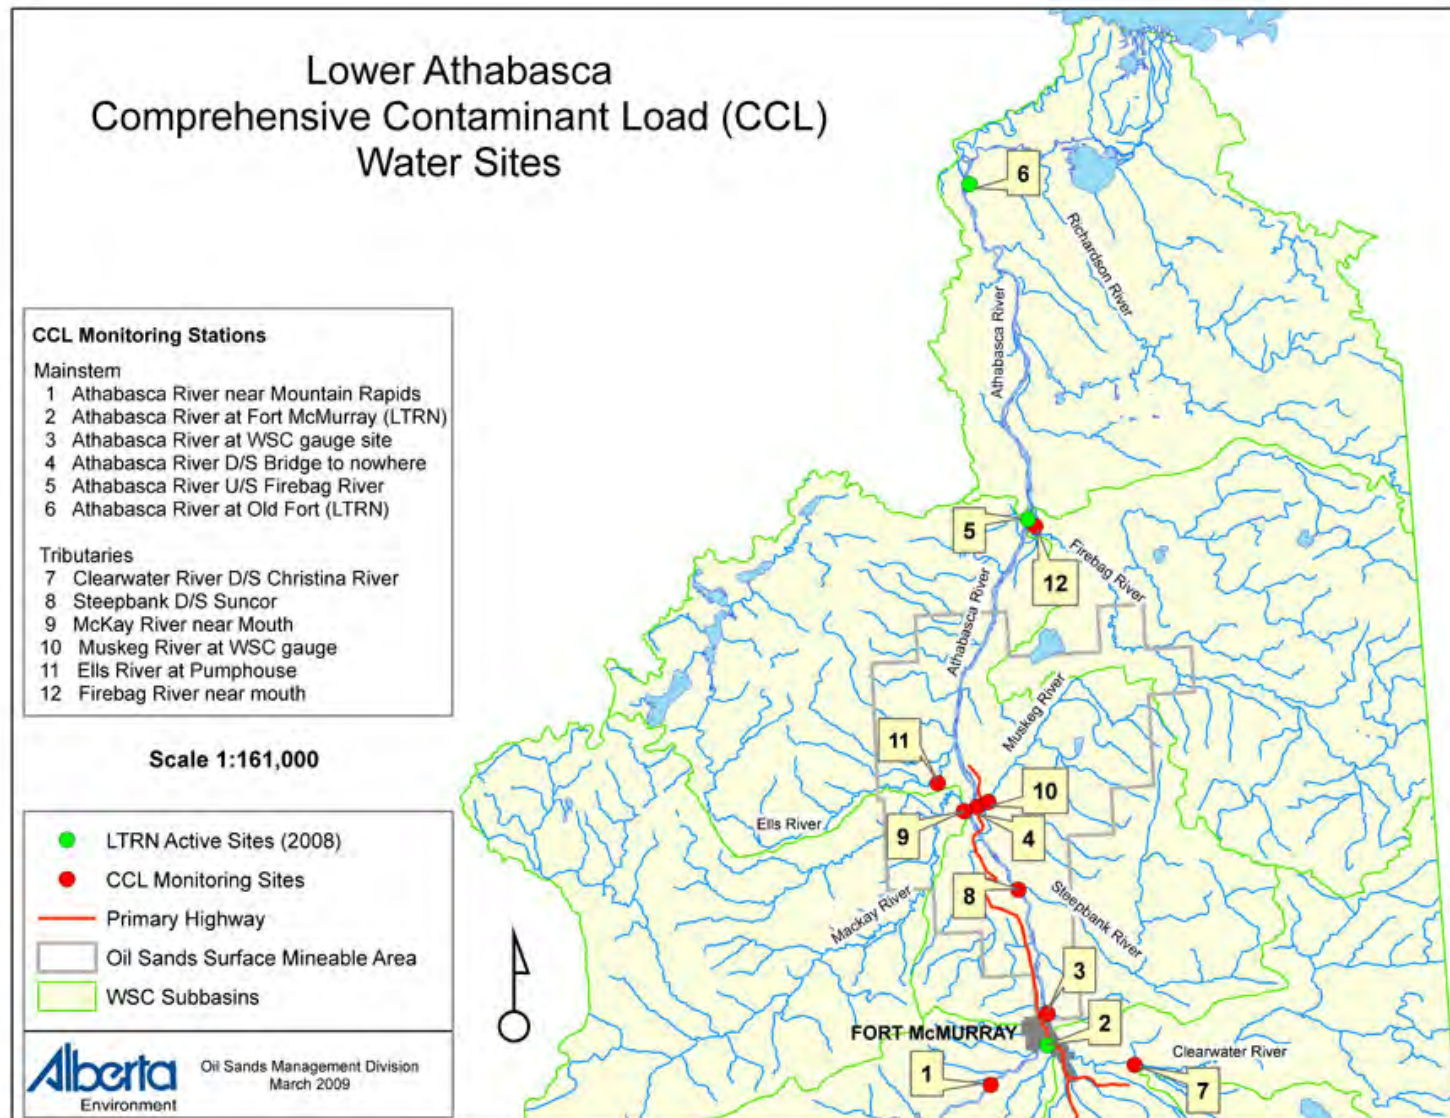 Lower Athabasca
Comprehensive Contaminant Load (CCL)
Water Sites
CCL Monitoring Stations
Mainstem
1 Athabasca River near Mountain Rapids
2 Athabasca River at Fort McMurray (LTRN)
3 Athabasca River at WSC gauge site
4 Athabasca River D/S Bridge to nowhere
5 Athabasca River U/S Firebag River
6 Athabasca River at Old Fort (LTRN)
Tributaries
7 Clearwater River D/S Christina River
8 Steepbank D/S Suncor
9 McKay River near Mouth
10 Muskeg River at WSC gauge
11 Ells River at Pumphouse
12 Firebag River near mouth
Scale 1:161,000
LTRN Active Sites (2008)
CCL Monitoring Sites
Primary Highway
Oil Sands Surface Mineable Area
WSC Subbasins
Alberta
Environment
Oil Sands Management Division
March 2009
6
Richardson River
Athabasca River
5
12
Firebag River
Athabasca River
Muskeg River
11
10
Ells River
9
4
8
Mackay River
Steepbank River
3
FORT McMURRAY
2
Clearwater River
1
7